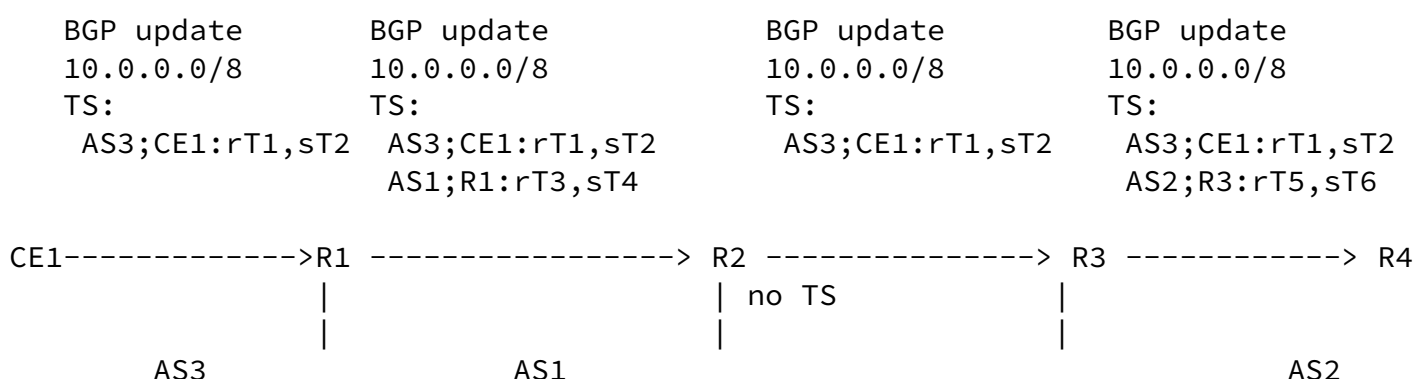 BGP update BGP update BGP update BGP update
10.0.0.0/8 10.0.0.0/8 10.0.0.0/8 10.0.0.0/8
TS: TS: TS: TS:
AS3;CE1:rT1,sT2 AS3;CE1:rT1,sT2 AS3;CE1:rT1,sT2 AS3;CE1:rT1,sT2
AS1;R1:rT3,sT4 AS2;R3:rT5,sT6
CE1------------->R1 -----------------> R2 ---------------> R3 ------------> R4
| | no TS |
| | |
AS3 AS1 AS2